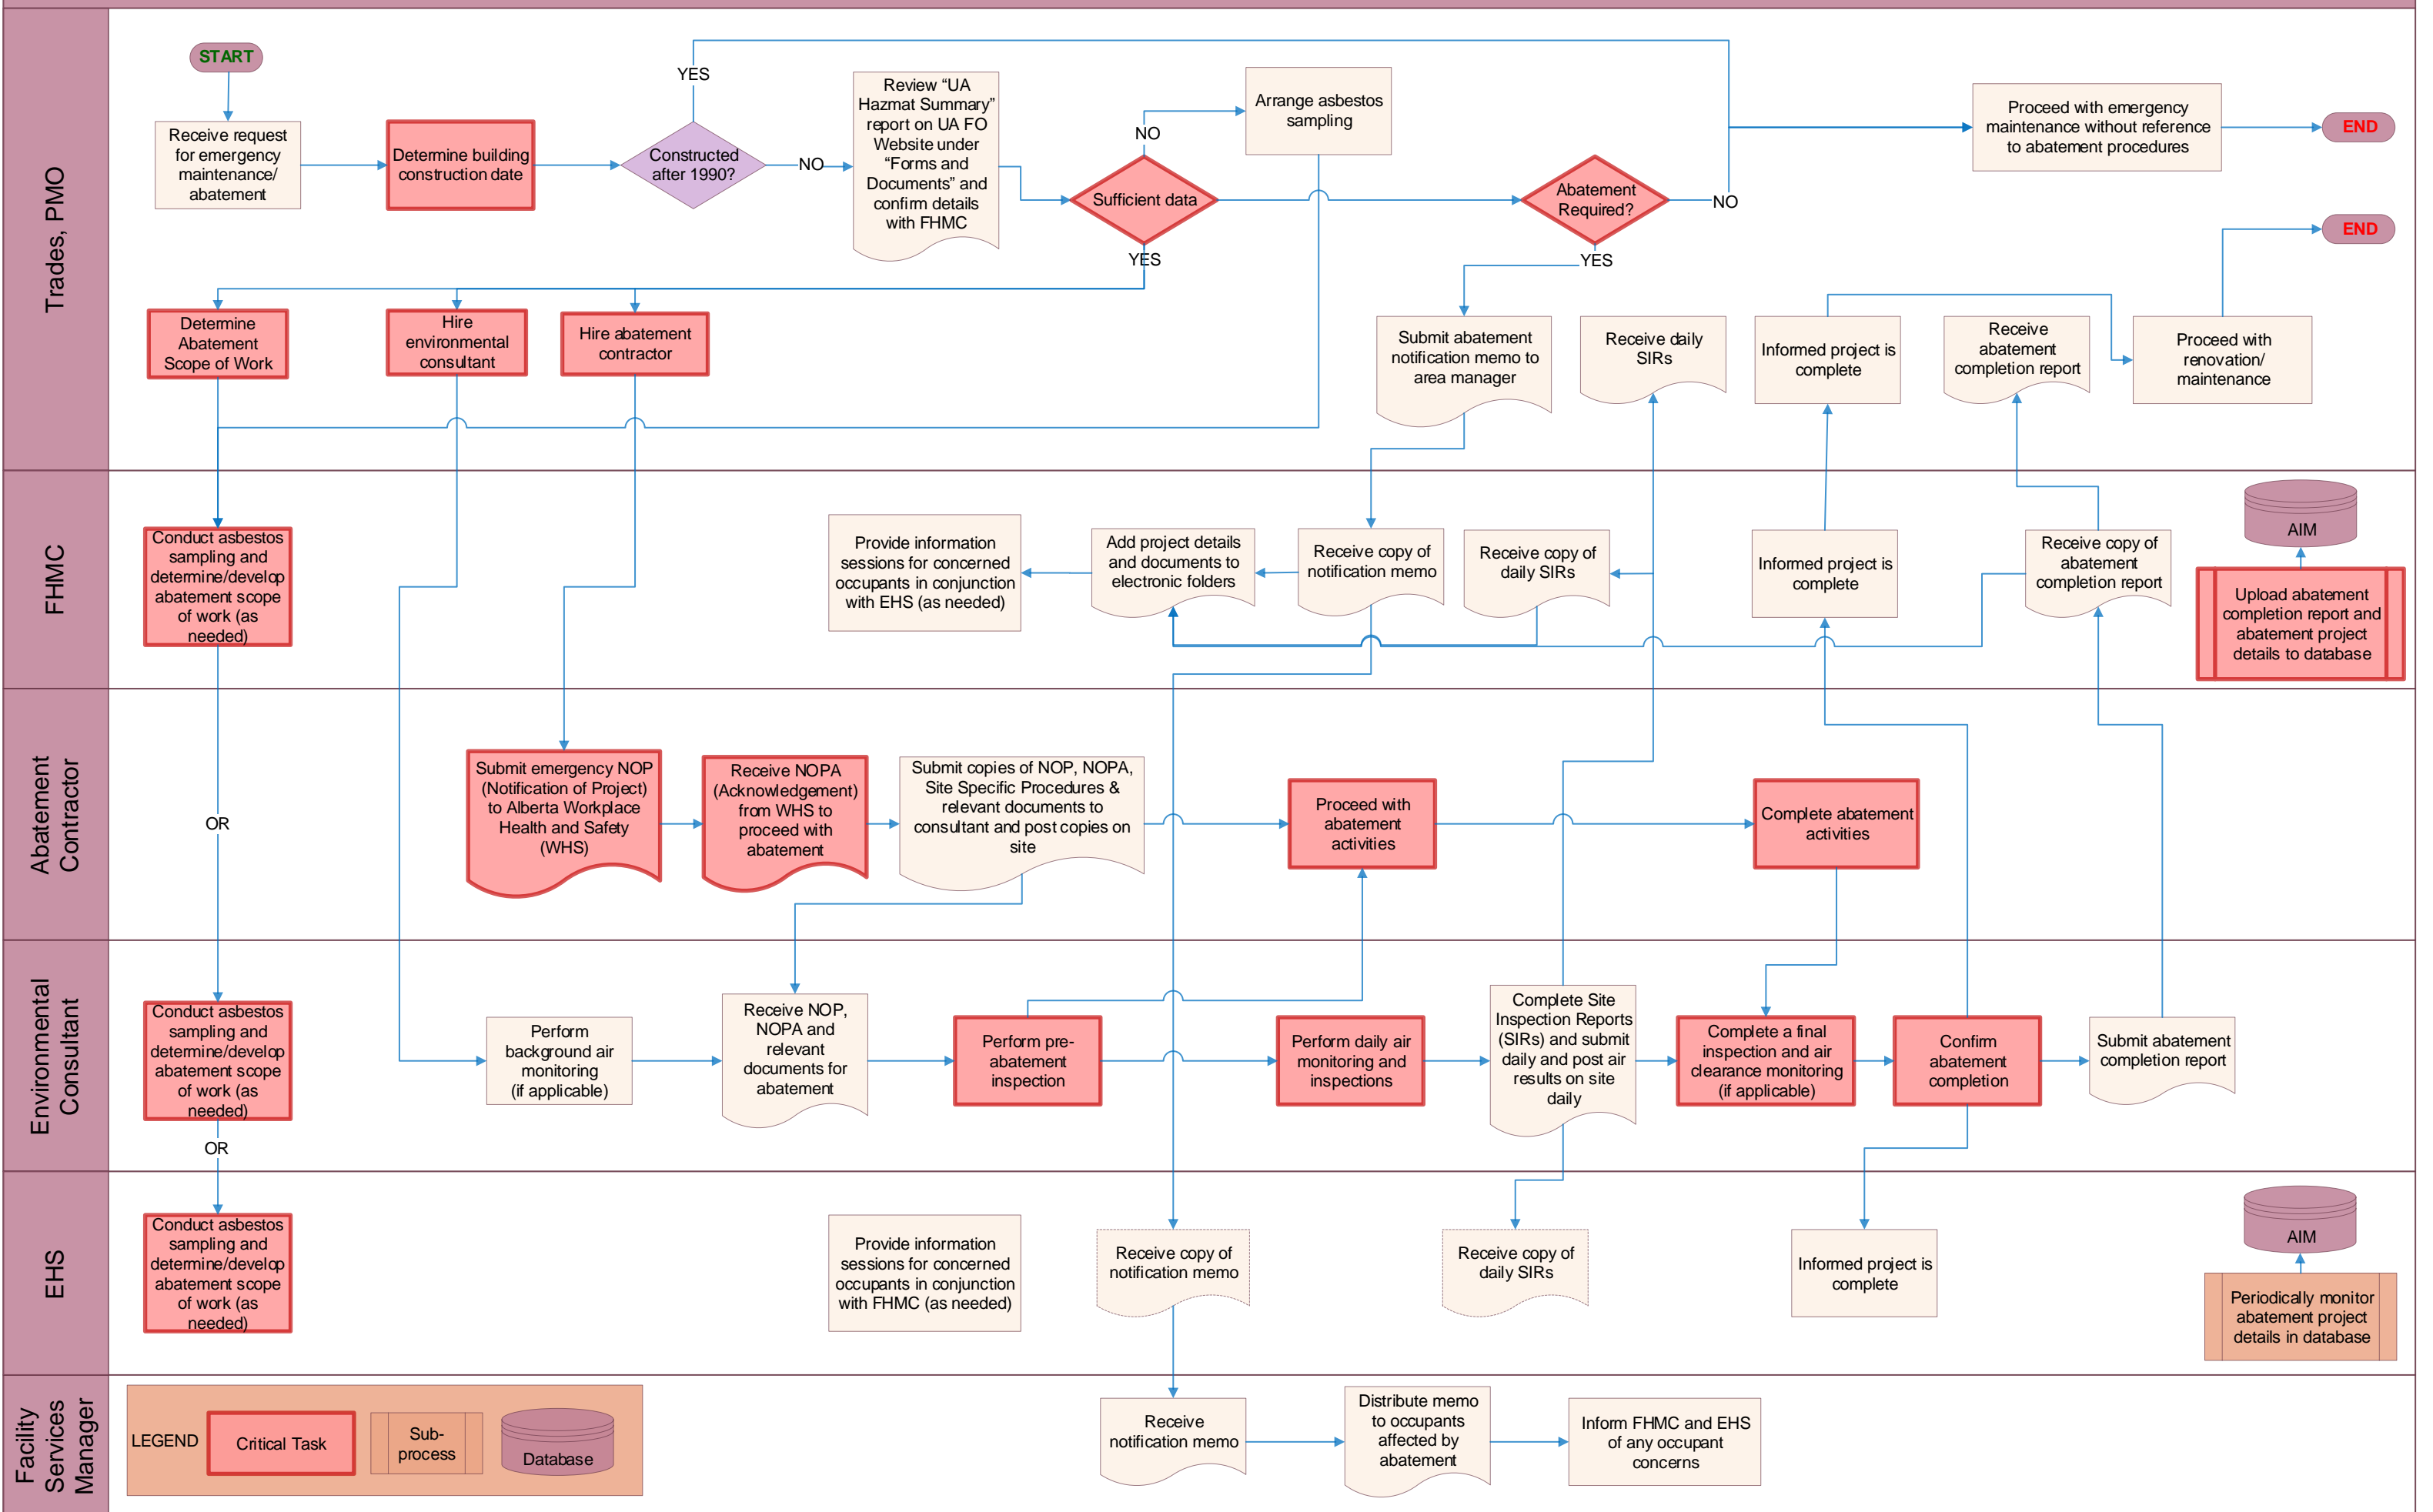 Trades, PMO
START
Receive request
for emergency
maintenance/
abatement
Determine building
construction date
Constructed
after 1990?
YES
NO
Review “UA
Hazmat Summary”
report on UA FO
Website under
“Forms and
Documents” and
confirm details
with FHMC
Sufficient data
NO
YES
Arrange asbestos
sampling
Abatement
Required?
NO
YES
Proceed with emergency
maintenance without reference
to abatement procedures
END
END
Determine
Abatement
Scope of Work
Hire
environmental
consultant
Hire abatement
contractor
Submit abatement
notification memo to
area manager
Receive daily
SIRs
Informed project is
complete
Receive
abatement
completion report
Proceed with
renovation/
maintenance
FHMC
Conduct asbestos
sampling and
determine/develop
abatement scope
of work (as
needed)
Provide information
sessions for concerned
occupants in conjunction
with EHS (as needed)
Add project details
and documents to
electronic folders
Receive copy of
notification memo
Receive copy of
daily SIRs
Informed project is
complete
Receive copy of
abatement
completion report
AIM
Upload abatement
completion report and
abatement project
details to database
Abatement
Contractor
OR
Submit emergency NOP
(Notification of Project)
to Alberta Workplace
Health and Safety
(WHS)
Receive NOPA
(Acknowledgement)
from WHS to
proceed with
abatement
Submit copies of NOP, NOPA,
Site Specific Procedures &
relevant documents to
consultant and post copies on
site
Proceed with
abatement
activities
Complete abatement
activities
Environmental
Consultant
Conduct asbestos
sampling and
determine/develop
abatement scope
of work (as
needed)
OR
Perform
background air
monitoring
(if applicable)
Receive NOP,
NOPA and
relevant
documents for
abatement
Perform pre-
abatement
inspection
Perform daily air
monitoring and
inspections
Complete Site
Inspection Reports
(SIRs) and submit
daily and post air
results on site
daily
Complete a final
inspection and air
clearance monitoring
(if applicable)
Confirm
abatement
completion
Submit abatement
completion report
EHS
Conduct asbestos
sampling and
determine/develop
abatement scope
of work (as
needed)
Provide information
sessions for concerned
occupants in conjunction
with FHMC (as needed)
Receive copy of
notification memo
Receive copy of
daily SIRs
Informed project is
complete
AIM
Periodically monitor
abatement project
details in database
Facility
Services
Manager
LEGEND
Critical Task
Sub-
process
Database
Receive
notification memo
Distribute memo
to occupants
affected by
abatement
Inform FHMC and EHS
of any occupant
concerns